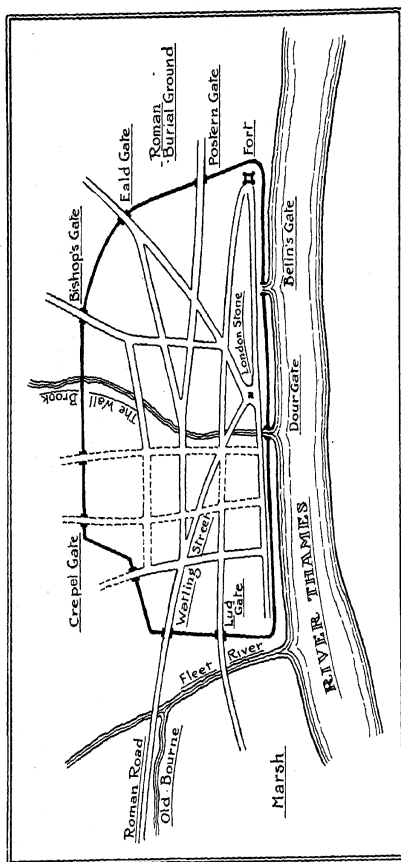 Bishop's Gate
Eald Gate
Roman
Burial Ground
Postern Gate
Fort
Crepel Gate
The Wall
Brook
London Stone
Belin's Gate
Dour Gate
Watling Street
Lud
Gate
Fleet River
RIVER THAMES
Roman Road
Old Bourne
Marsh